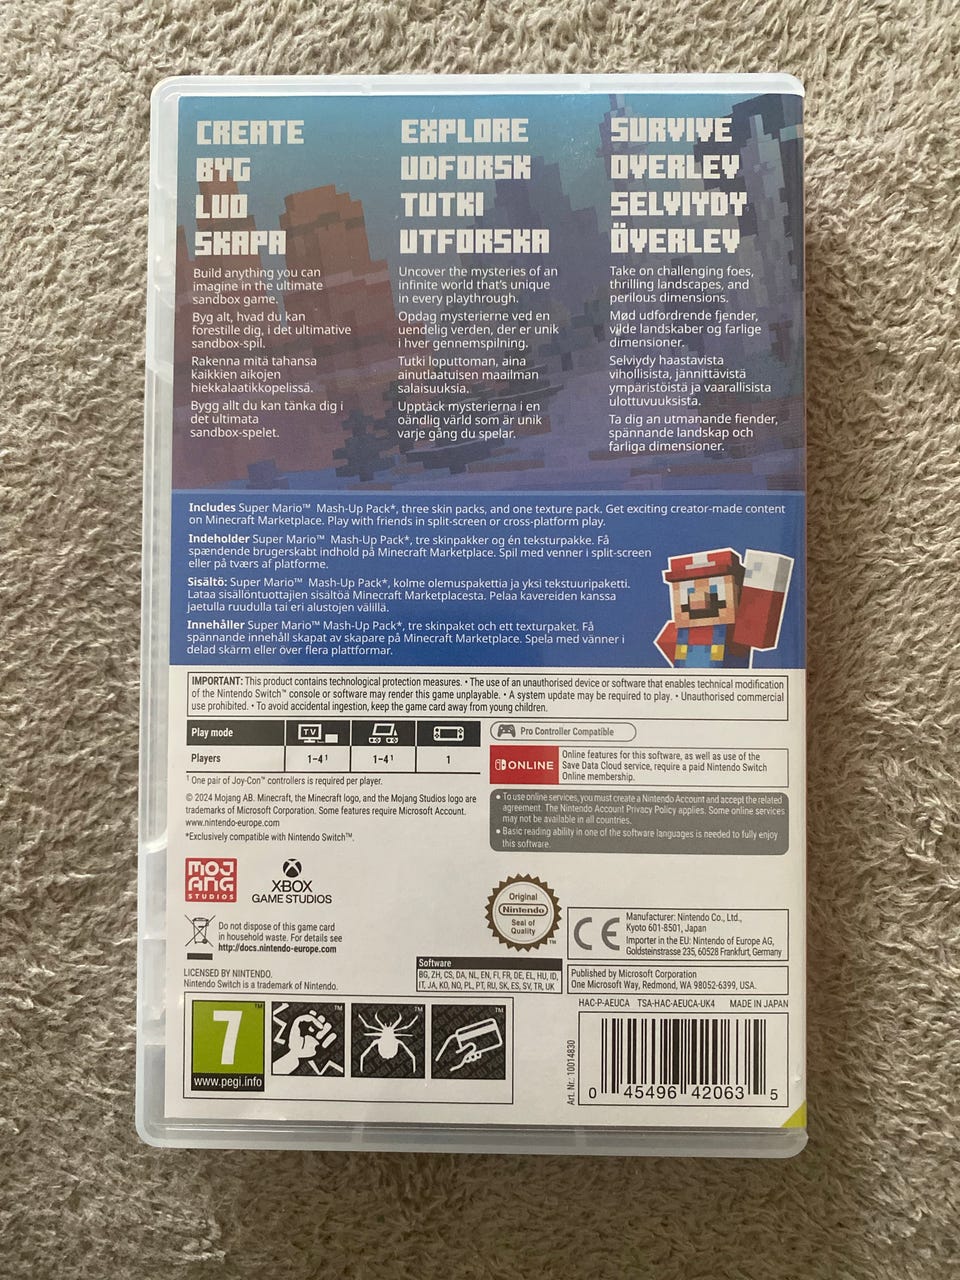 CREATE
BYG
LUO
SKAPA
Build anything you can
imagine in the ultimate
sandbox game.
Byg alt, hvad du kan
forestille dig, i det ultimative
sandbox-spil.
Rakenna mitä tahansa
kaikkien aikojen
hiekkalaatikkopelissä.
Bygg allt du kan tänka dig i
det ultimata
sandbox-spelet.
EXPLORE
UDFORSK
TUTKI
UTFORSKA
Uncover the mysteries of an
infinite world that's unique
in every playthrough.
Opdag mysterierne ved en
uendelig verden, der er unik
i hver gennemspilning.
Tutki loputtoman, aina
ainutlaatuisen maailman
salaisuuksia.
Upptäck mysterierna i en
oändlig värld som är unik
varje gång du spelar.
SURVIVE
OVERLEV
SELVIYDY
ÖVERLEV
Take on challenging foes,
thrilling landscapes, and
perilous dimensions.
Mød udfordrende fjender,
vilde landskaber og farlige
dimensioner.
Selviydy haastavista
vihollisista, jännittävistä
ympäristöistä ja vaarallisista
ulottuvuuksista.
Ta dig an utmanande fiender,
spännande landskap och
farliga dimensioner.
Includes Super Mario™ Mash-Up Pack*, three skin packs, and one texture pack. Get exciting creator-made content
on Minecraft Marketplace. Play with friends in split-screen or cross-platform play.
Indeholder Super Mario™ Mash-Up Pack*, tre skinpakker og én teksturpakke. Få
spændende brugerskabt indhold på Minecraft Marketplace. Spil med venner i split-screen
eller på tværs af platforme.
Sisältö: Super Mario™ Mash-Up Pack*, kolme olemuspakettia ja yksi tekstuuripaketti.
Lataa sisällöntuottajien sisältöä Minecraft Marketplacesta. Pelaa kavereiden kanssa
jaetulla ruudulla tai eri alustojen välillä.
Innehåller Super Mario™ Mash-Up Pack*, tre skinpaket och ett texturpaket. Få
spännande innehåll skapat av skapare på Minecraft Marketplace. Spela med vänner i
delad skärm eller över flera plattformar.
IMPORTANT: This product contains technological protection measures. • The use of an unauthorised device or software that enables technical modification
of the Nintendo Switch™ console or software may render this game unplayable. • A system update may be required to play. • Unauthorised commercial
use prohibited. • To avoid accidental ingestion, keep the game card away from young children.
Play mode TV
Players 1–4¹ 1–4¹ 1
¹ One pair of Joy-Con™ controllers is required per player.
© 2024 Mojang AB. Minecraft, the Minecraft logo, and the Mojang Studios logo are
trademarks of Microsoft Corporation. Some features require Microsoft Account.
www.nintendo-europe.com
*Exclusively compatible with Nintendo Switch™.
Pro Controller Compatible
ONLINE
Online features for this software, as well as use of the
Save Data Cloud service, require a paid Nintendo Switch
Online membership.
• To use online services, you must create a Nintendo Account and accept the related
agreement. The Nintendo Account Privacy Policy applies. Some online services
may not be available in all countries.
• Basic reading ability in one of the software languages is needed to fully enjoy
this software.
MOJ
ANG
STUDIOS
XBOX
GAME STUDIOS
Do not dispose of this game card
in household waste. For details see
http://docs.nintendo-europe.com
Original
Nintendo
Seal of
Quality
™
CE
Manufacturer: Nintendo Co., Ltd.,
Kyoto 601-8501, Japan
Importer in the EU: Nintendo of Europe AG,
Goldsteinstrasse 235, 60528 Frankfurt, Germany
LICENSED BY NINTENDO.
Nintendo Switch is a trademark of Nintendo.
Software
BG, ZH, CS, DA, NL, EN, FI, FR, DE, EL, HU, ID,
IT, JA, KO, NO, PL, PT, RU, SK, ES, SV, TR, UK
Published by Microsoft Corporation
One Microsoft Way, Redmond, WA 98052-6399, USA.
HAC-P-AEUCA TSA-HAC-AEUCA-UK4 MADE IN JAPAN
7
www.pegi.info
™
™
™
™
Art. Nr.: 10014830
0 45496 42063 5